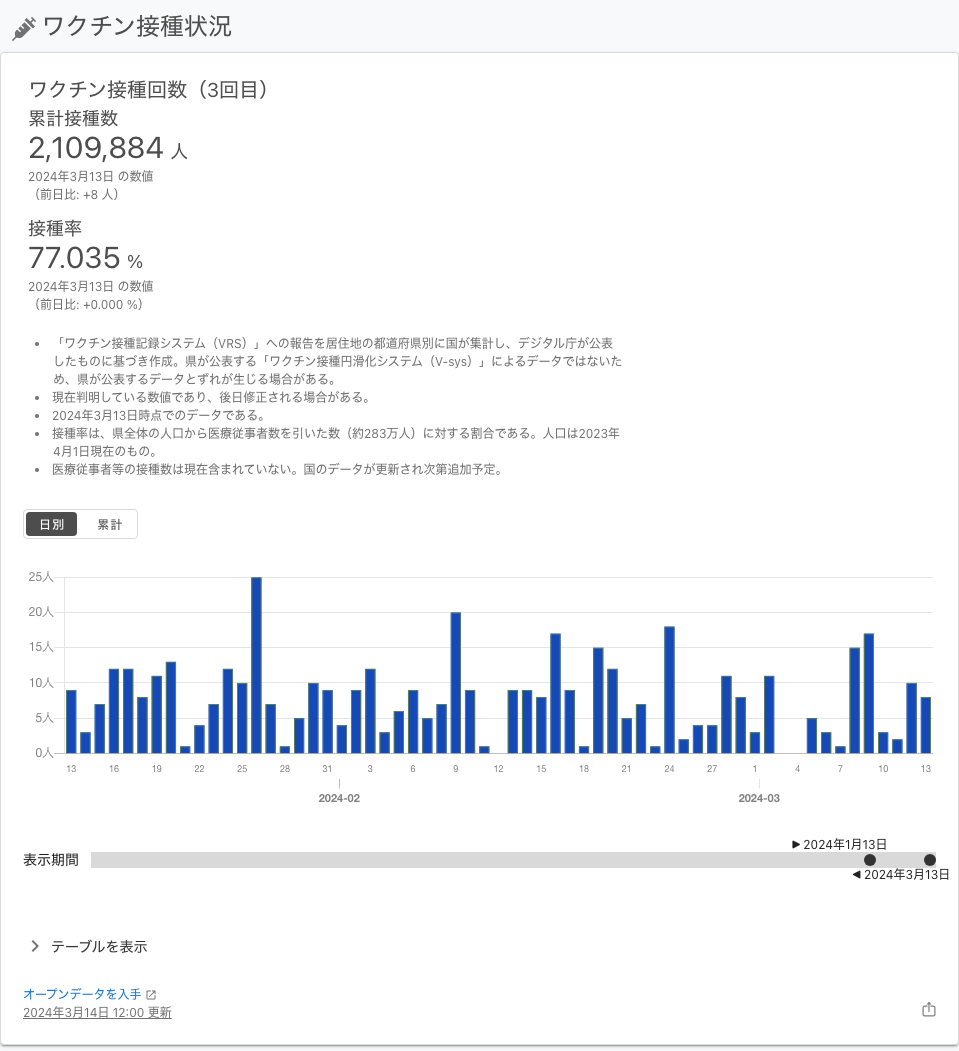 ワクチン接種状況
ワクチン接種回数（3回目）
累計接種数
2,109,884 人
2024年3月13日 の数値
（前日比: +8 人）
接種率
77.035 %
2024年3月13日 の数値
（前日比: +0.000 %）
• 「ワクチン接種記録システム（VRS）」への報告を居住地の都道府県別に国が集計し、デジタル庁が公表
したものに基づき作成。県が公表する「ワクチン接種円滑化システム（V-sys）」によるデータではないた
め、県が公表するデータとずれが生じる場合がある。
• 現在判明している数値であり、後日修正される場合がある。
• 2024年3月13日時点でのデータである。
• 接種率は、県全体の人口から医療従事者数を引いた数（約283万人）に対する割合である。人口は2023年
4月1日現在のもの。
• 医療従事者等の接種数は現在含まれていない。国のデータが更新され次第追加予定。
日別 累計
25人
20人
15人
10人
5人
0人
13 16 19 22 25 28 31 3 6 9 12 15 18 21 24 27 1 4 7 10 13
2024-02 2024-03
▶ 2024年1月13日
表示期間
◀ 2024年3月13日
テーブルを表示
オープンデータを入手
2024年3月14日 12:00 更新